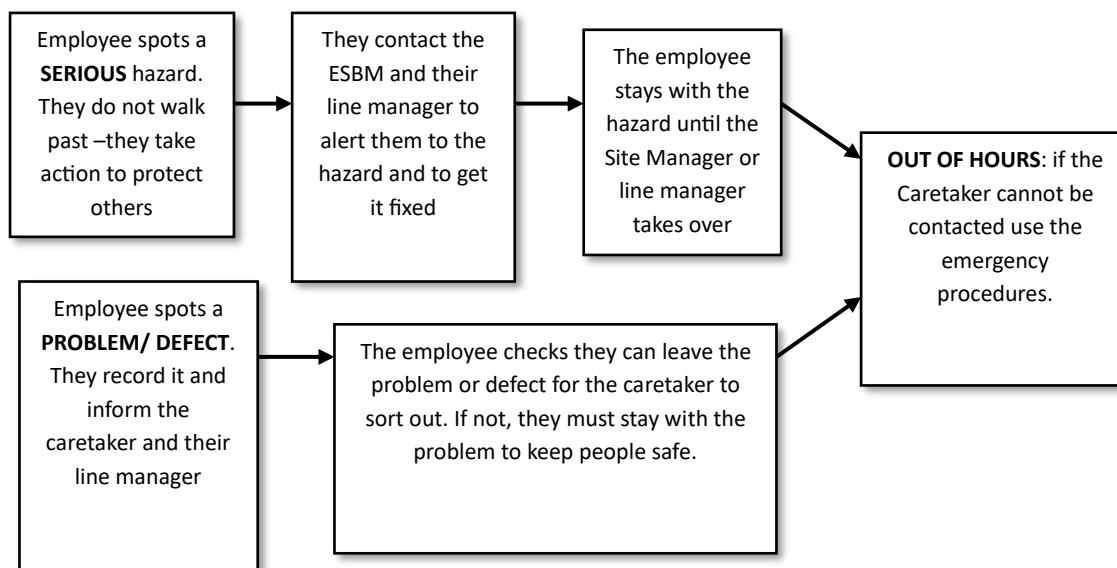 Employee spots a
SERIOUS hazard.
They do not walk
past –they take
action to protect
others
They contact the
ESBM and their
line manager to
alert them to the
hazard and to get
it fixed
The employee
stays with the
hazard until the
Site Manager or
line manager
takes over
OUT OF HOURS: if the
Caretaker cannot be
contacted use the
emergency
procedures.
Employee spots a
PROBLEM/ DEFECT.
They record it and
inform the
caretaker and their
line manager
The employee checks they can leave the
problem or defect for the caretaker to
sort out. If not, they must stay with the
problem to keep people safe.